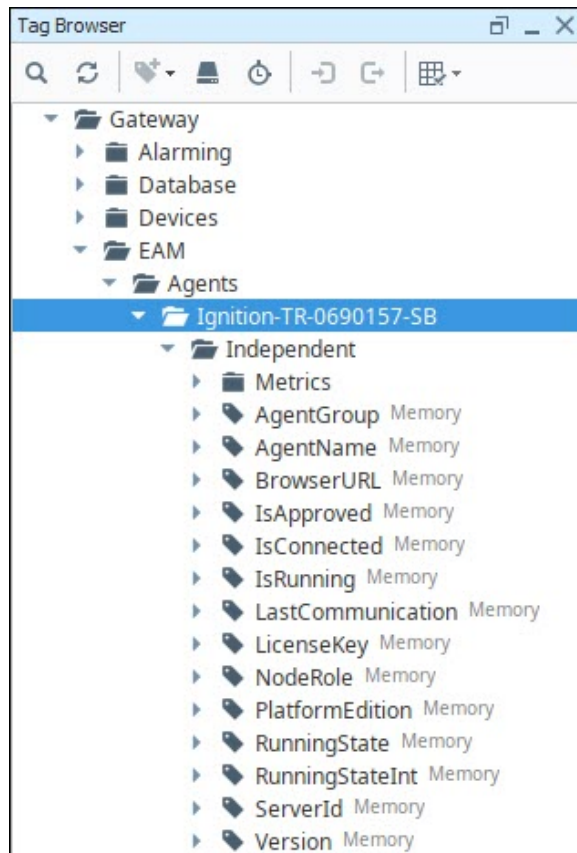 Tag Browser
Gateway
Alarming
Database
Devices
EAM
Agents
Ignition-TR-0690157-SB
Independent
Metrics
AgentGroup Memory
AgentName Memory
BrowserURL Memory
IsApproved Memory
IsConnected Memory
IsRunning Memory
LastCommunication Memory
LicenseKey Memory
NodeRole Memory
PlatformEdition Memory
RunningState Memory
RunningStateInt Memory
ServerId Memory
Version Memory